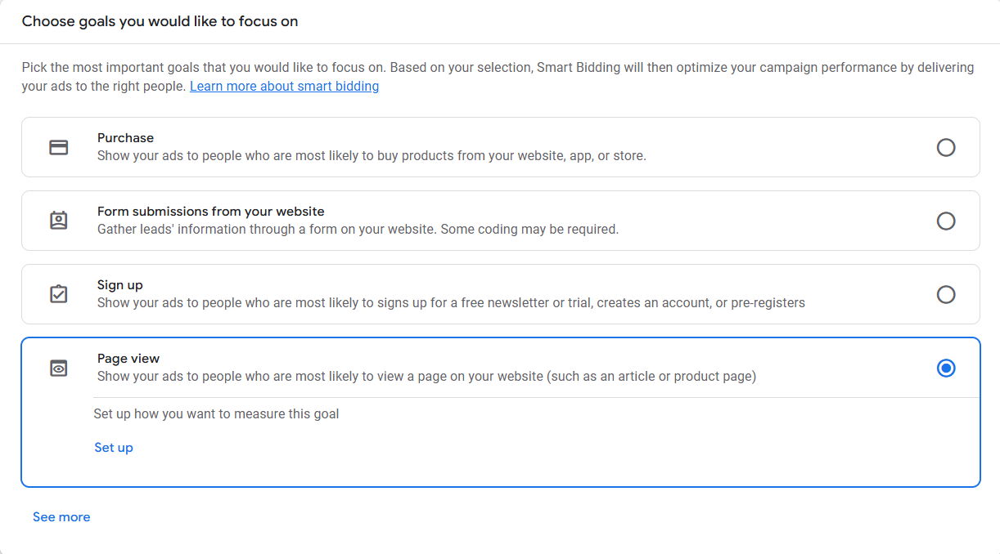 Choose goals you would like to focus on
Pick the most important goals that you would like to focus on. Based on your selection, Smart Bidding will then optimize your campaign performance by delivering
your ads to the right people. Learn more about smart bidding
Purchase
Show your ads to people who are most likely to buy products from your website, app, or store.
Form submissions from your website
Gather leads' information through a form on your website. Some coding may be required.
Sign up
Show your ads to people who are most likely to signs up for a free newsletter or trial, creates an account, or pre-registers
Page view
Show your ads to people who are most likely to view a page on your website (such as an article or product page)
Set up how you want to measure this goal
Set up
See more